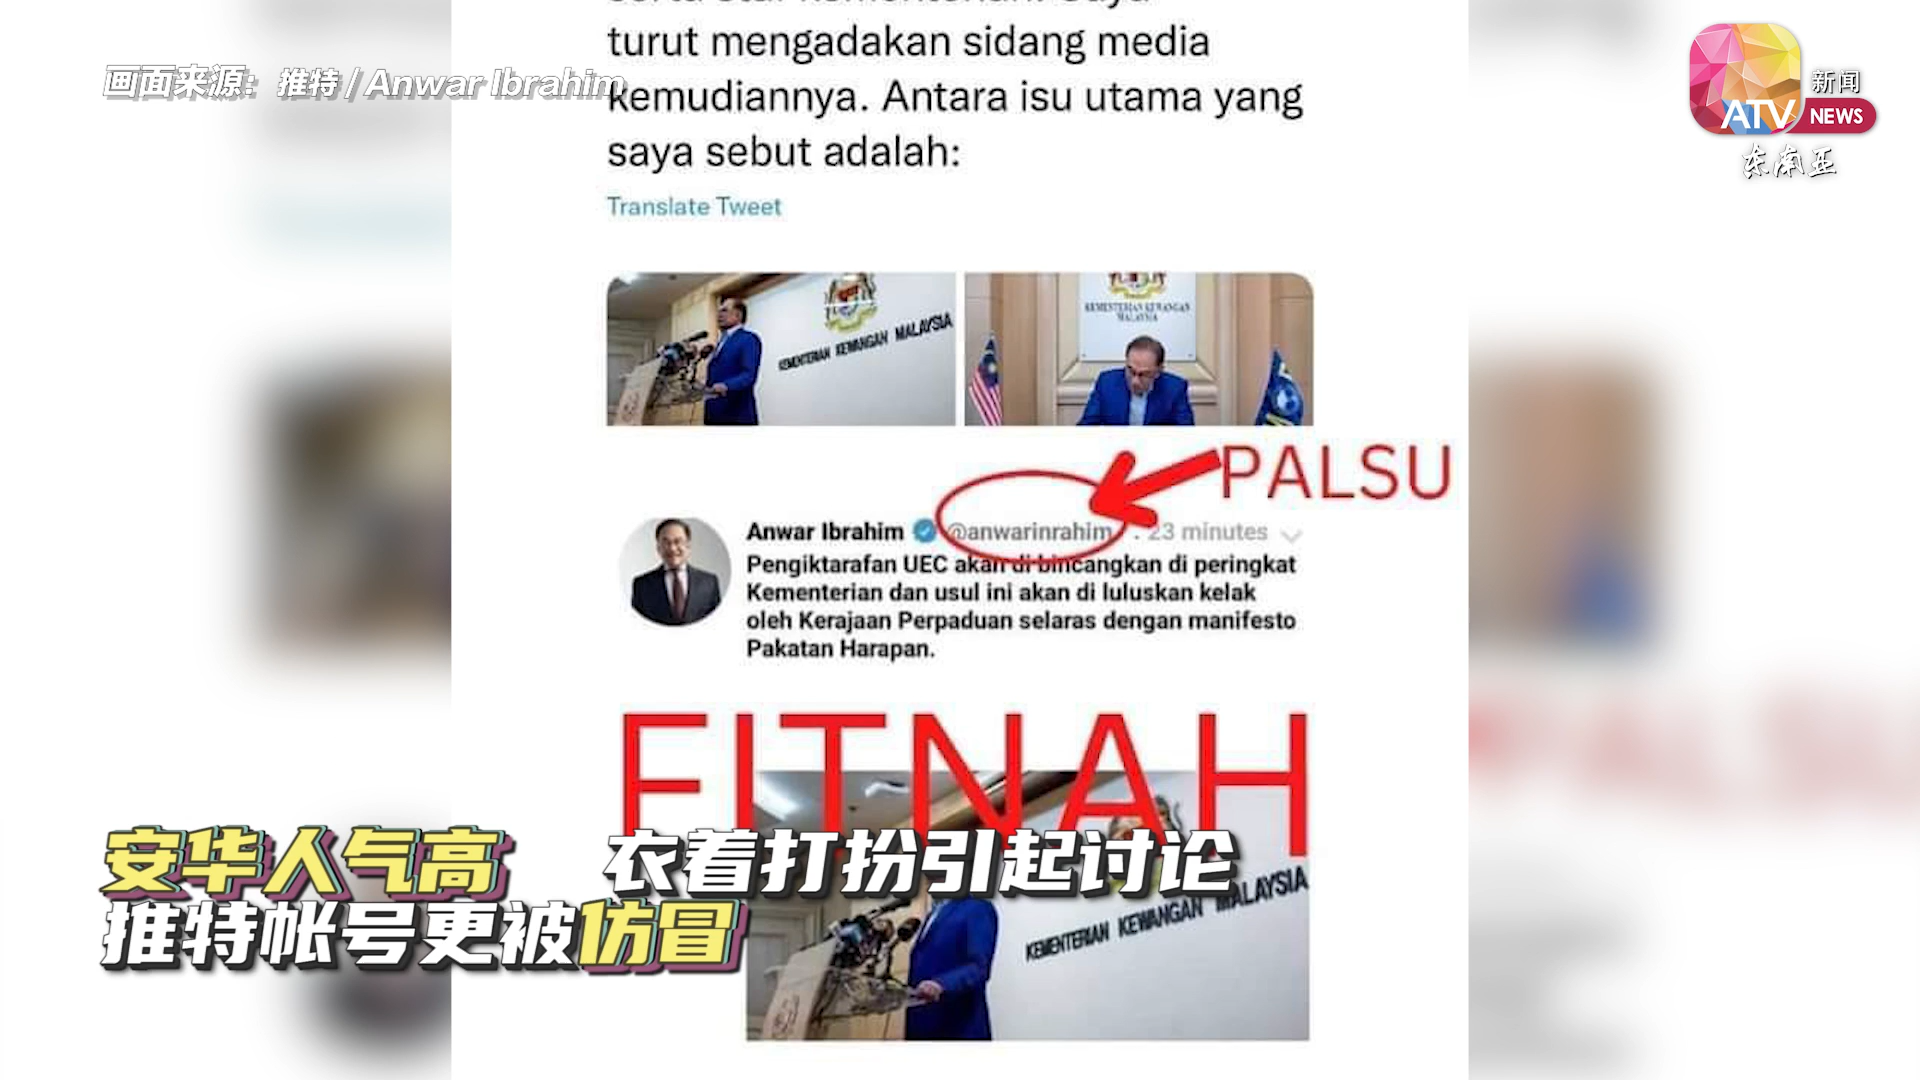 画面来源：推特 / Anwar Ibrahim
新闻
ATV NEWS
东南亚
turut mengadakan sidang media
kemudiannya. Antara isu utama yang
saya sebut adalah:
Translate Tweet
KEMENTERIAN KEWANGAN MALAYSIA
KEMENTERIAN KEWANGAN
MALAYSIA
PALSU
Anwar Ibrahim @anwarinrahim · 23 minutes
Pengiktarafan UEC akan di bincangkan di peringkat
Kementerian dan usul ini akan di luluskan kelak
oleh Kerajaan Perpaduan selaras dengan manifesto
Pakatan Harapan.
FITNAH
KEMENTERIAN KEWANGAN MALAYSIA
安华人气高 衣着打扮引起讨论
推特帐号更被仿冒